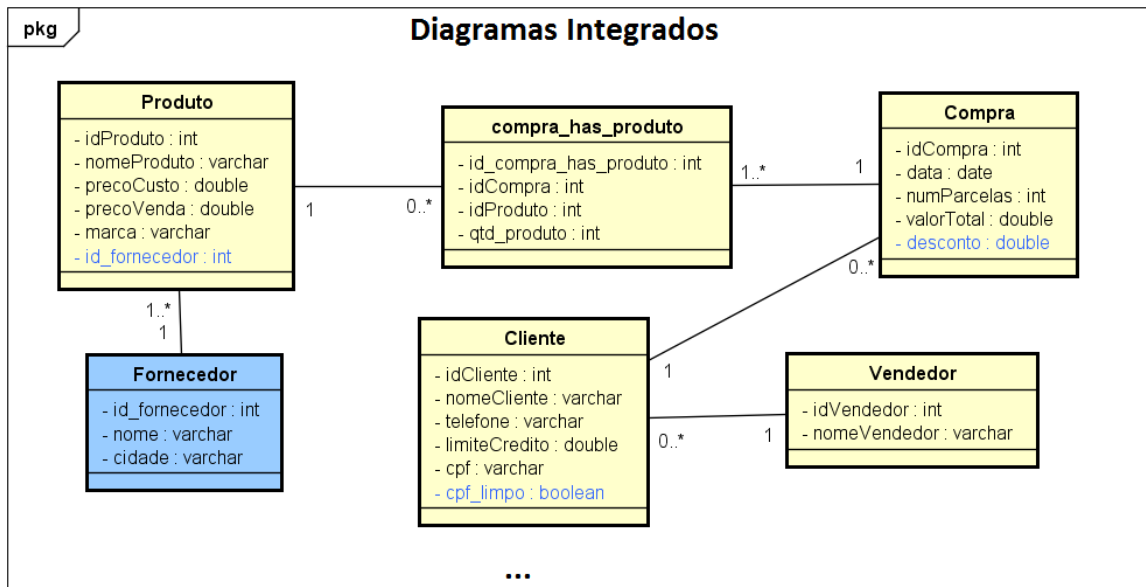 pkg
Diagramas Integrados
Produto
- idProduto : int
- nomeProduto : varchar
- precoCusto : double
- precoVenda : double
- marca : varchar
- id_fornecedor : int
1
0..*
compra_has_produto
- id_compra_has_produto : int
- idCompra : int
- idProduto : int
- qtd_produto : int
1..*
1
Compra
- idCompra : int
- data : date
- numParcelas : int
- valorTotal : double
- desconto : double
0..*
1..*
1
Fornecedor
- id_fornecedor : int
- nome : varchar
- cidade : varchar
Cliente
- idCliente : int
- nomeCliente : varchar
- telefone : varchar
- limiteCredito : double
- cpf : varchar
- cpf_limpo : boolean
1
0..*
1
Vendedor
- idVendedor : int
- nomeVendedor : varchar
...